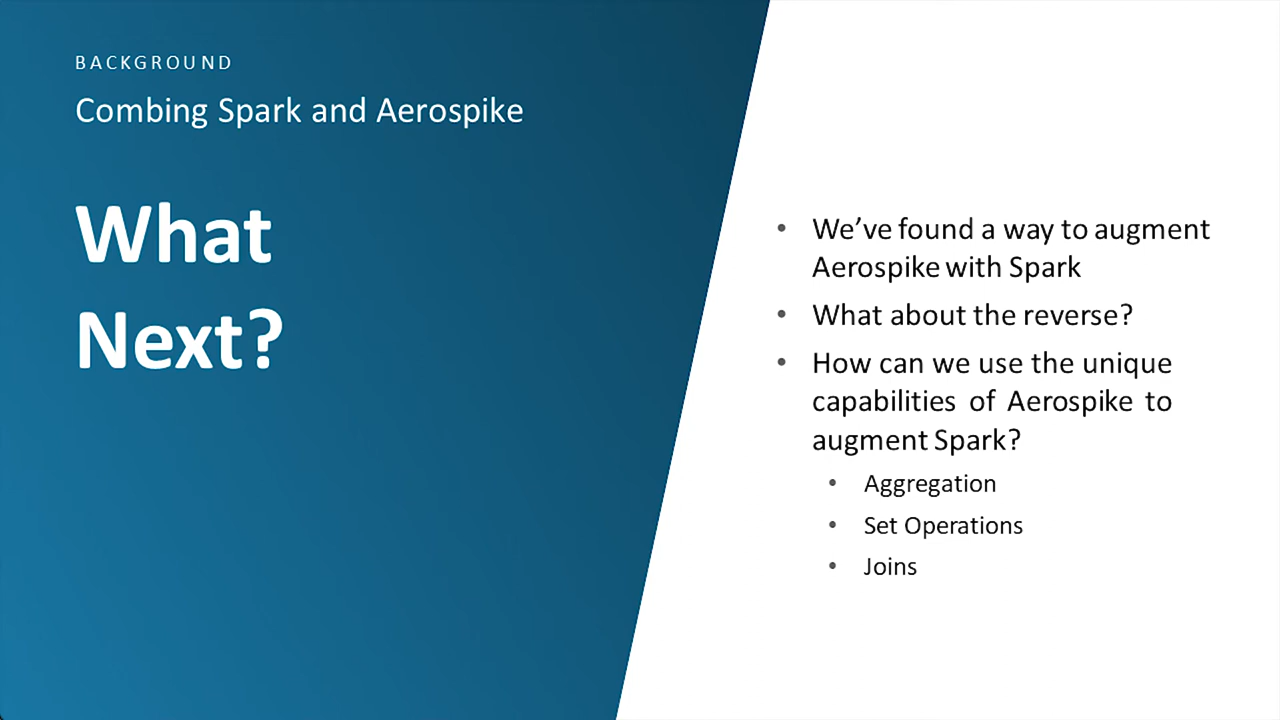 BACKGROUND
Combing Spark and Aerospike
What
Next?
• We’ve found a way to augment
Aerospike with Spark
• What about the reverse?
• How can we use the unique
capabilities of Aerospike to
augment Spark?
• Aggregation
• Set Operations
• Joins